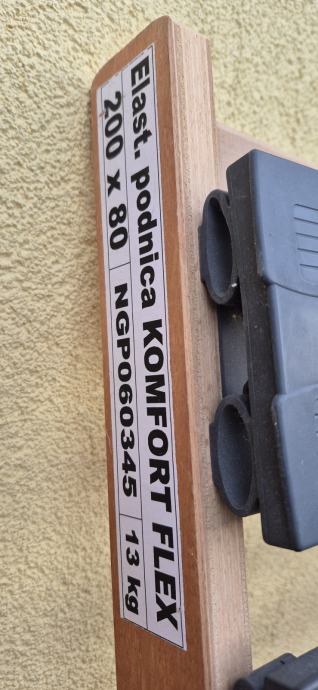 Elast. podnica KOMFORT FLEX
200 x 80 NGP060345 13 kg